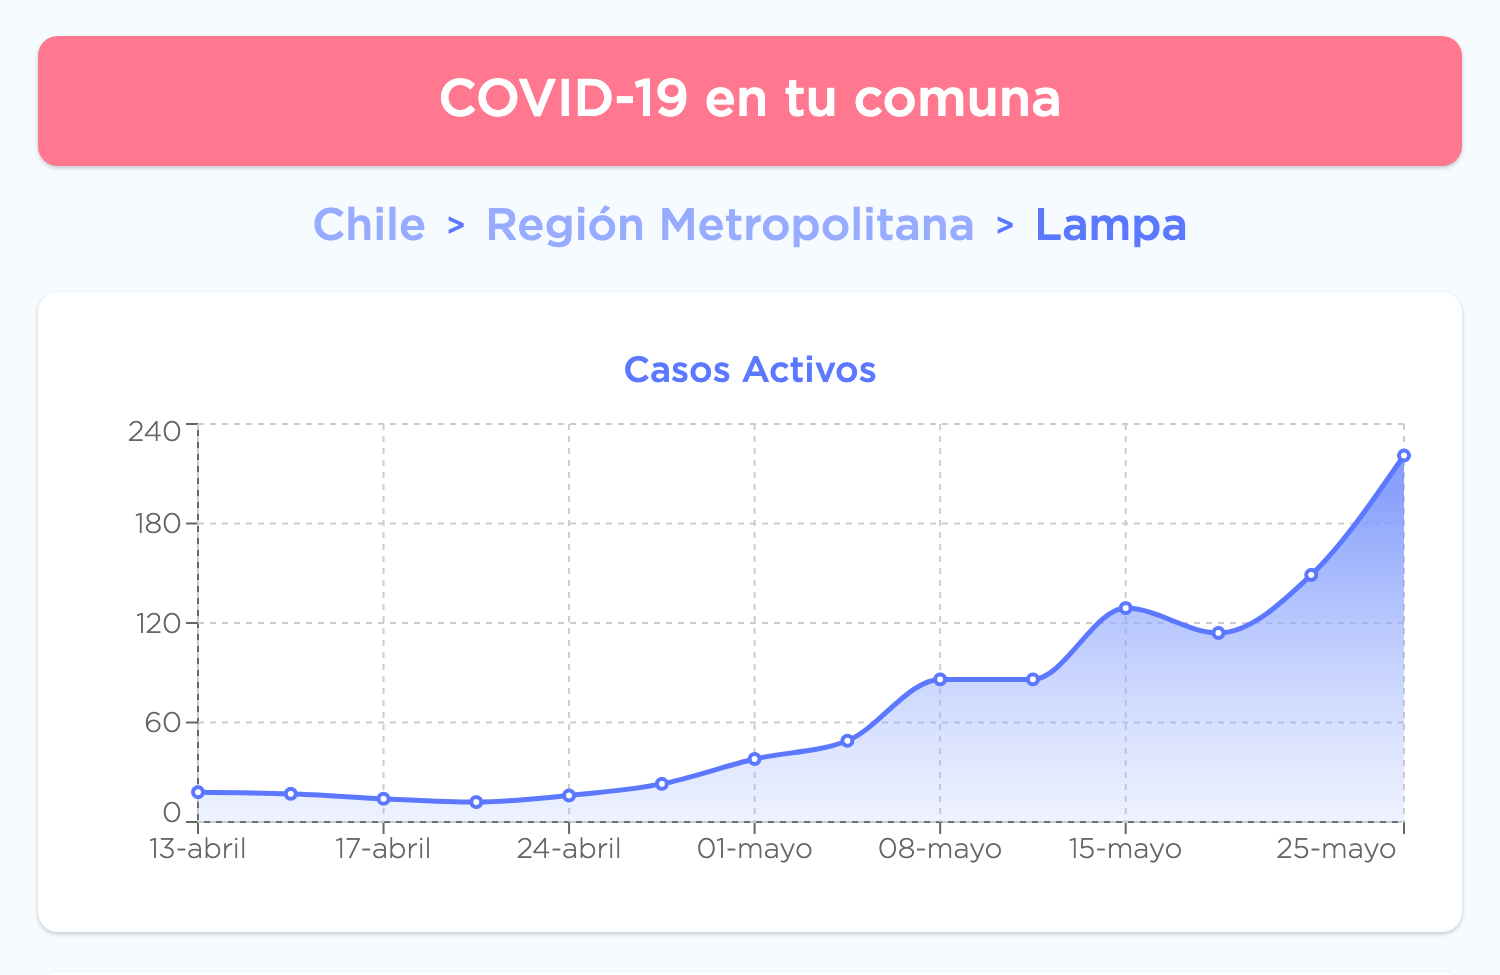 COVID-19 en tu comuna
Chile > Región Metropolitana > Lampa
Casos Activos
240
180
120
60
0
13-abril 17-abril 24-abril 01-mayo 08-mayo 15-mayo 25-mayo